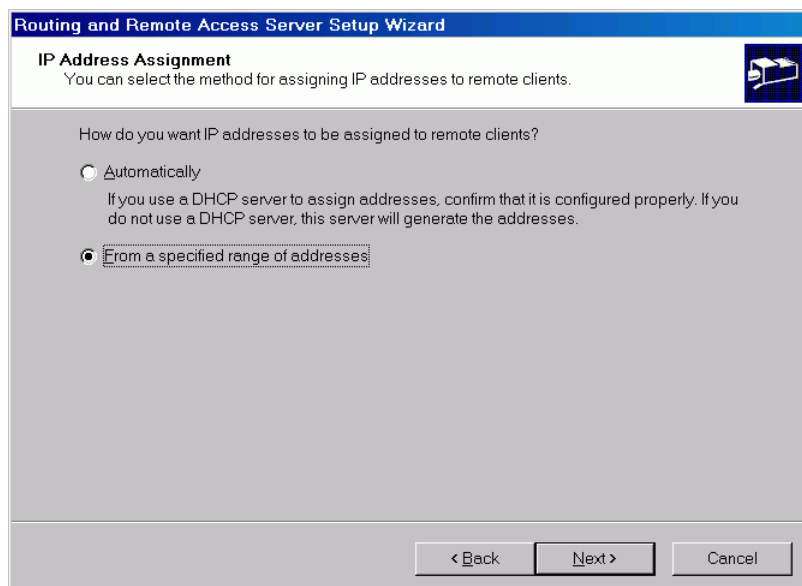 Routing and Remote Access Server Setup Wizard
IP Address Assignment
You can select the method for assigning IP addresses to remote clients.
How do you want IP addresses to be assigned to remote clients?
Automatically
If you use a DHCP server to assign addresses, confirm that it is configured properly. If you
do not use a DHCP server, this server will generate the addresses.
From a specified range of addresses
< Back Next > Cancel